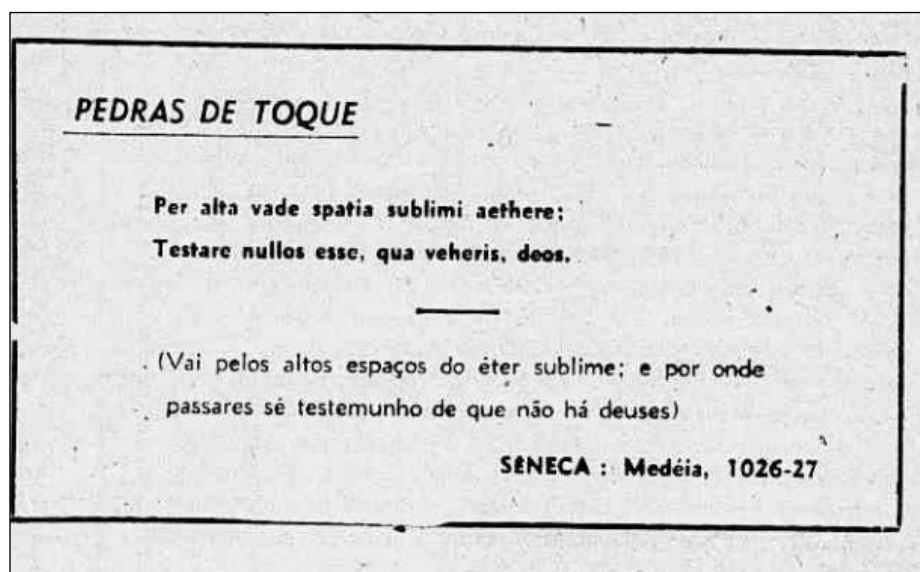 PEDRAS DE TOQUE
Per alta vade spatia sublimi aethere;
Testare nullos esse, qua veheris, deos.
(Vai pelos altos espaços do éter sublime; e por onde
passares sê testemunho de que não há deuses)
SÊNECA : Medéia, 1026-27